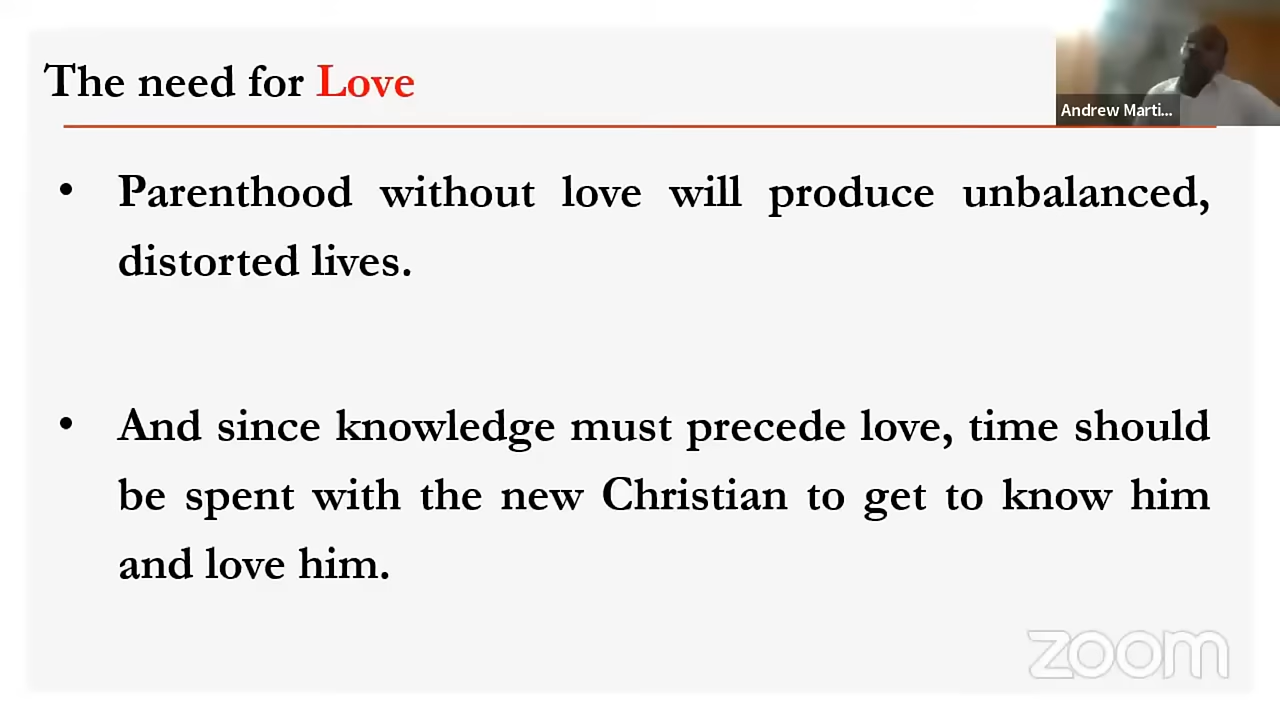 The need for Love
Andrew Marti...
• Parenthood without love will produce unbalanced,
distorted lives.
• And since knowledge must precede love, time should
be spent with the new Christian to get to know him
and love him.
zoom